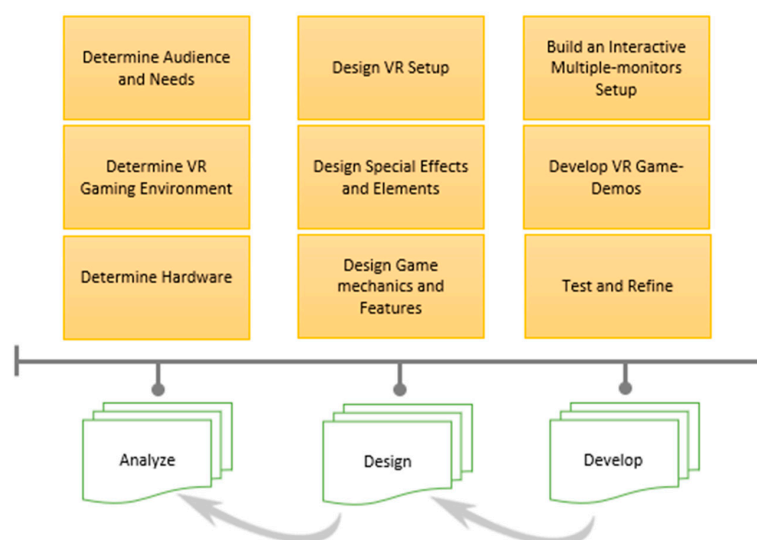 Determine Audience
and Needs
Determine VR
Gaming Environment
Determine Hardware
Design VR Setup
Design Special Effects
and Elements
Design Game
mechanics and
Features
Build an Interactive
Multiple-monitors
Setup
Develop VR Game-
Demos
Test and Refine
Analyze
Design
Develop